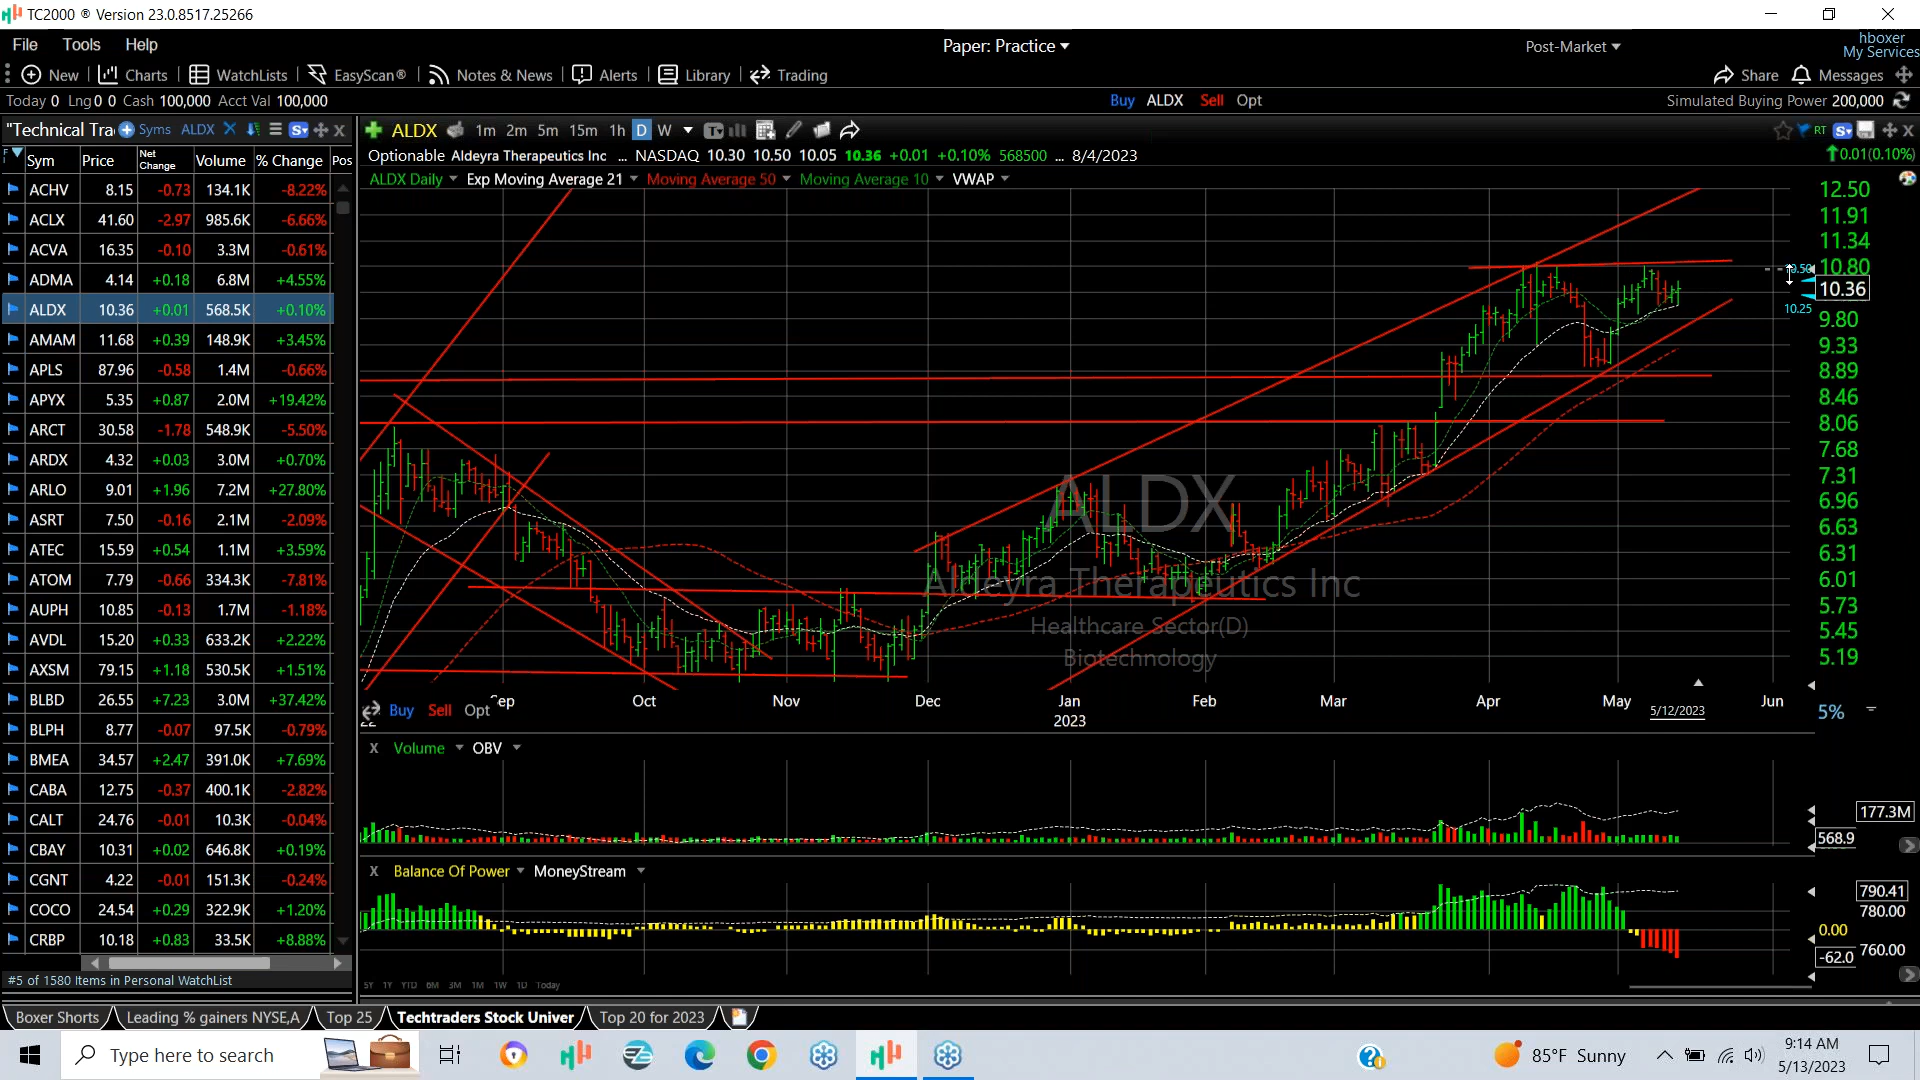 TC2000 ® Version 23.0.8517.25266
File Tools Help
Paper: Practice
Post-Market
hboxer
My Services
New Charts WatchLists EasyScan® Notes & News Alerts Library Trading
Share Messages
Today 0 Lng 0 0 Cash 100,000 Acct Val 100,000
Buy ALDX Sell Opt
Simulated Buying Power 200,000
"Technical Tra Syms ALDX
ALDX 1m 2m 5m 15m 1h D W
RT
Optionable Aldeyra Therapeutics Inc ... NASDAQ 10.30 10.50 10.05 10.36 +0.01 +0.10% 568500 ... 8/4/2023
0.01(0.10%)
ALDX Daily Exp Moving Average 21 Moving Average 50 Moving Average 10 VWAP
Sym Price Net Change Volume % Change Pos
ACHV 8.15 -0.73 134.1K -8.22%
ACLX 41.60 -2.97 985.6K -6.66%
ACVA 16.35 -0.10 3.3M -0.61%
ADMA 4.14 +0.18 6.8M +4.55%
ALDX 10.36 +0.01 568.5K +0.10%
AMAM 11.68 +0.39 148.9K +3.45%
APLS 87.96 -0.58 1.4M -0.66%
APYX 5.35 +0.87 2.0M +19.42%
ARCT 30.58 -1.78 548.9K -5.50%
ARDX 4.32 +0.03 3.0M +0.70%
ARLO 9.01 +1.96 7.2M +27.80%
ASRT 7.50 -0.16 2.1M -2.09%
ATEC 15.59 +0.54 1.1M +3.59%
ATOM 7.79 -0.66 334.3K -7.81%
AUPH 10.85 -0.13 1.7M -1.18%
AVDL 15.20 +0.33 633.2K +2.22%
AXSM 79.15 +1.18 530.5K +1.51%
BLBD 26.55 +7.23 3.0M +37.42%
BLPH 8.77 -0.07 97.5K -0.79%
BMEA 34.57 +2.47 391.0K +7.69%
CABA 12.75 -0.37 400.1K -2.82%
CALT 24.76 -0.01 10.3K -0.04%
CBAY 10.31 +0.02 646.8K +0.19%
CGNT 4.22 -0.01 151.3K -0.24%
COCO 24.54 +0.29 322.9K +1.20%
CRBP 10.18 +0.83 33.5K +8.88%
#5 of 1580 Items in Personal WatchList
12.50
11.91
11.34
10.80
10.36
10.25
9.80
9.33
8.89
8.46
8.06
7.68
7.31
6.96
6.63
6.31
6.01
5.73
5.45
5.19
ALDX
Aldeyra Therapeutics Inc
Healthcare Sector(D)
Biotechnology
Oct Nov Dec Jan Feb Mar Apr May Jun
2023
5/12/2023
5%
Buy Sell Opt
X Volume OBV
177.3M
568.9
X Balance Of Power MoneyStream
790.41
780.00
0.00
760.00
-62.0
5Y 1Y YTD 6M 3M 1M 1W 1D Today
Boxer Shorts Leading % gainers NYSE,A Top 25 Techtraders Stock Univer Top 20 for 2023
Type here to search
85°F Sunny
9:14 AM
5/13/2023